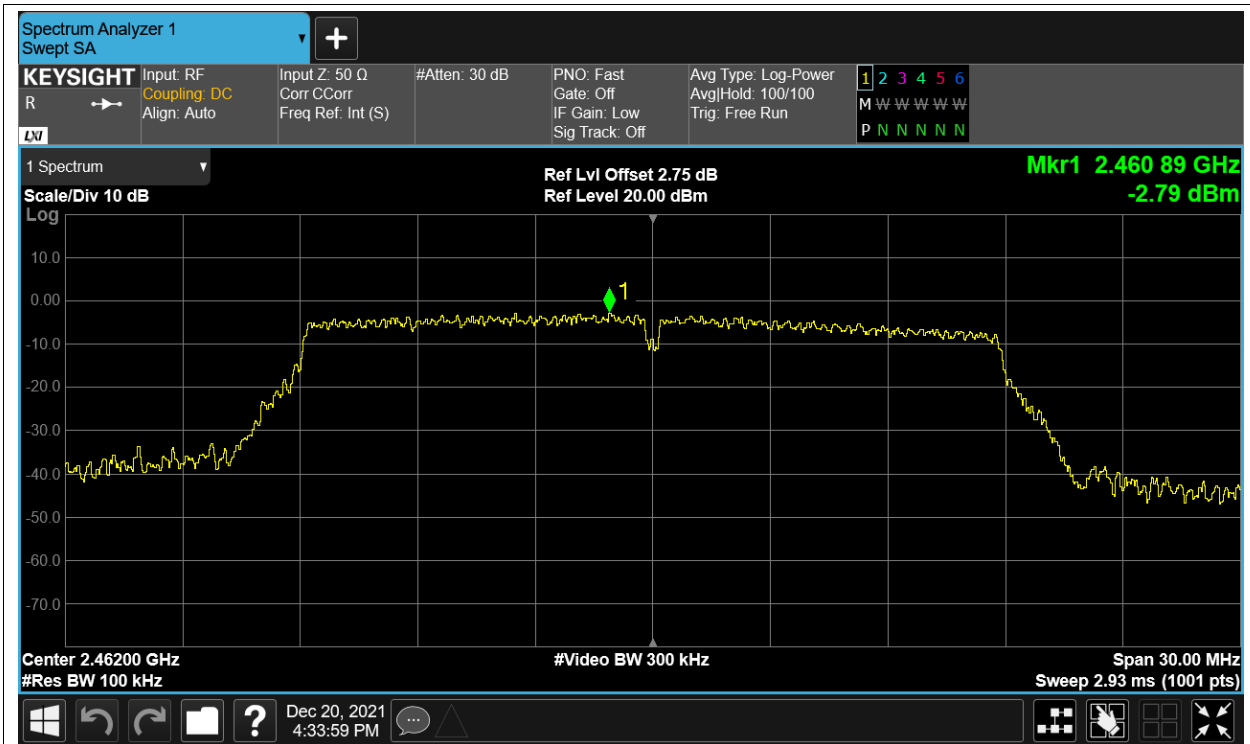 Spectrum Analyzer 1
Swept SA
KEYSIGHT
R
LXI
Input: RF
Coupling: DC
Align: Auto
Input Z: 50 Ω
Corr CCorr
Freq Ref: Int (S)
#Atten: 30 dB
PNO: Fast
Gate: Off
IF Gain: Low
Sig Track: Off
Avg Type: Log-Power
Avg|Hold: 100/100
Trig: Free Run
1 2 3 4 5 6
M W W W W W W
P N N N N N N
1 Spectrum
Scale/Div 10 dB
Log
Ref Lvl Offset 2.75 dB
Ref Level 20.00 dBm
Mkr1 2.460 89 GHz
-2.79 dBm
10.0
0.00
-10.0
-20.0
-30.0
-40.0
-50.0
-60.0
-70.0
1
Center 2.46200 GHz
#Res BW 100 kHz
#Video BW 300 kHz
Span 30.00 MHz
Sweep 2.93 ms (1001 pts)
?
Dec 20, 2021
4:33:59 PM